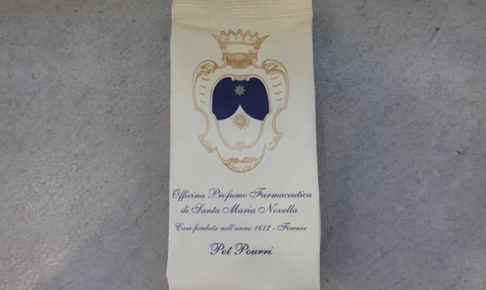 Officina Profumo Farmaceutica
di Santa Maria Novella
Casa fondata nell'anno 1612 - Firenze
Pot Pourri